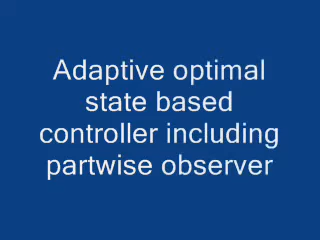 Adaptive optimal
state based
controller including
partwise observer